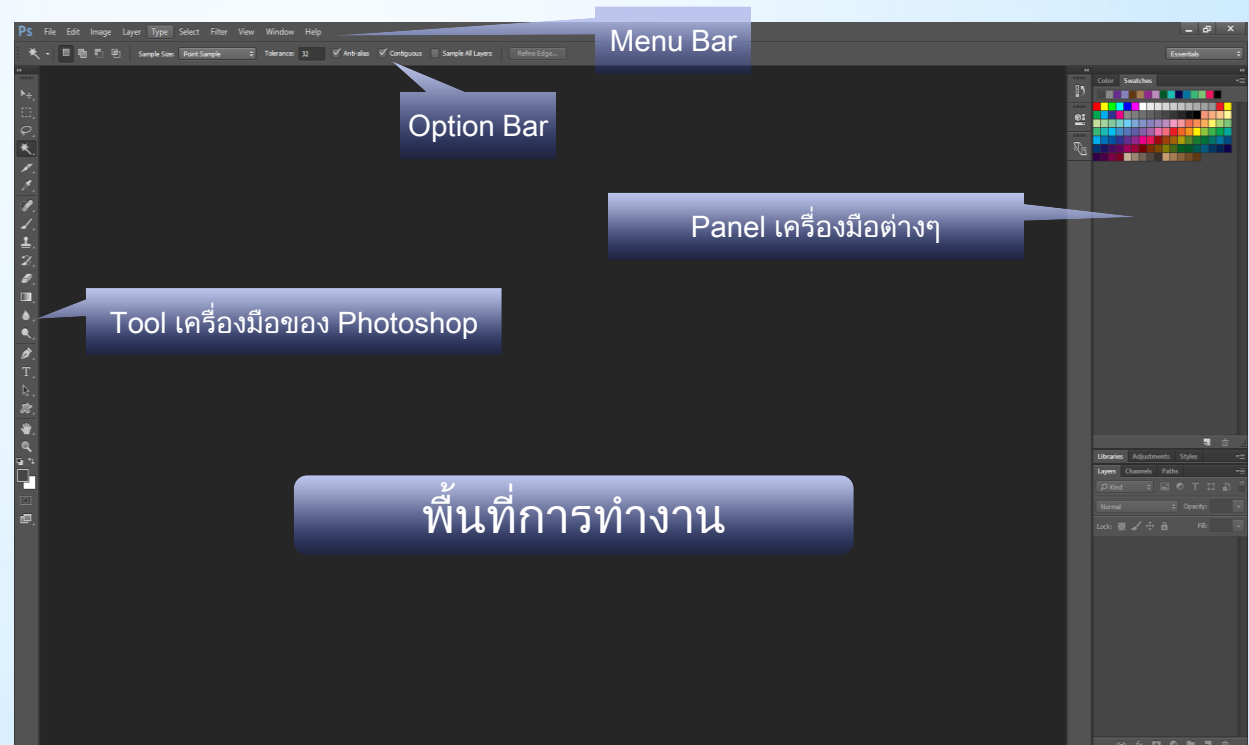 Ps File Edit Image Layer Type Select Filter View Window Help
Menu Bar
Sample Size: Point Sample Tolerance: 32 Anti-alias Contiguous Sample All Layers Refine Edge... Essentials
Option Bar
Color Swatches
Panel เครื่องมือต่างๆ
Tool เครื่องมือของ Photoshop
พื้นที่การทำงาน
Libraries Adjustments Styles
Layers Channels Paths
Kind
Normal Opacity:
Lock: Fill: